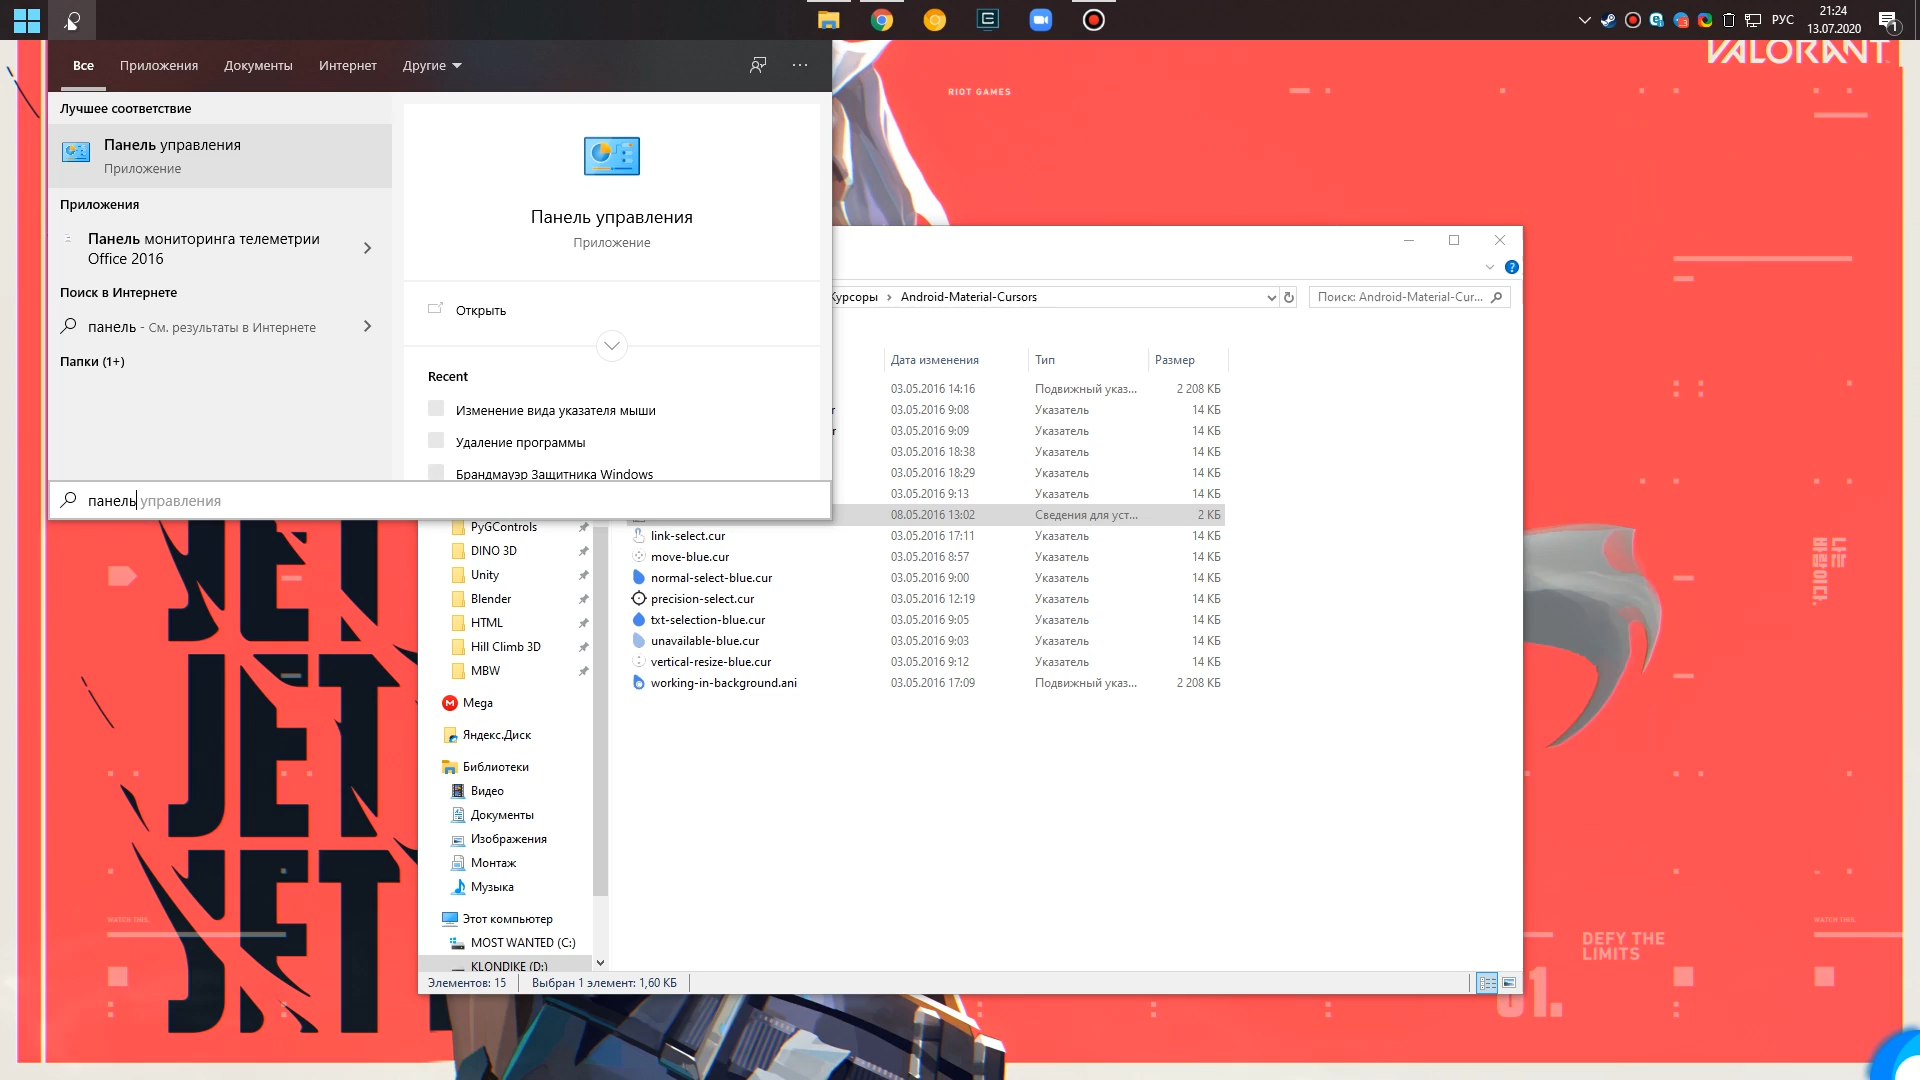 РУС
21:24
13.07.2020
1
Все
Приложения
Документы
Интернет
Другие
Лучшее соответствие
Панель управления
Приложение
Приложения
Панель мониторинга телеметрии
Office 2016
Поиск в Интернете
панель - См. результаты в Интернете
Папки (1+)
Панель управления
Приложение
Открыть
Recent
Изменение вида указателя мыши
Удаление программы
Брандмауэр Защитника Windows
панель управления
VALORANT
RIOT GAMES
Курсоры
Android-Material-Cursors
Поиск: Android-Material-Cur...
Дата изменения
Тип
Размер
03.05.2016 14:16 Подвижный указ... 2 208 КБ
03.05.2016 9:08 Указатель 14 КБ
03.05.2016 9:09 Указатель 14 КБ
03.05.2016 18:38 Указатель 14 КБ
03.05.2016 18:29 Указатель 14 КБ
03.05.2016 9:13 Указатель 14 КБ
08.05.2016 13:02 Сведения для уст... 2 КБ
link-select.cur 03.05.2016 17:11 Указатель 14 КБ
move-blue.cur 03.05.2016 8:57 Указатель 14 КБ
normal-select-blue.cur 03.05.2016 9:00 Указатель 14 КБ
precision-select.cur 03.05.2016 12:19 Указатель 14 КБ
txt-selection-blue.cur 03.05.2016 9:05 Указатель 14 КБ
unavailable-blue.cur 03.05.2016 9:03 Указатель 14 КБ
vertical-resize-blue.cur 03.05.2016 9:12 Указатель 14 КБ
working-in-background.ani 03.05.2016 17:09 Подвижный указ... 2 208 КБ
PyGControls
DINO 3D
Unity
Blender
HTML
Hill Climb 3D
MBW
Mega
Яндекс.Диск
Библиотеки
Видео
Документы
Изображения
Монтаж
Музыка
Этот компьютер
MOST WANTED (C:)
KLONDIKE (D:)
Элементов: 15
Выбран 1 элемент: 1,60 КБ
JET
JET
JET
WATCH THIS.
WATCH THIS.
DEFY THE
LIMITS
01.